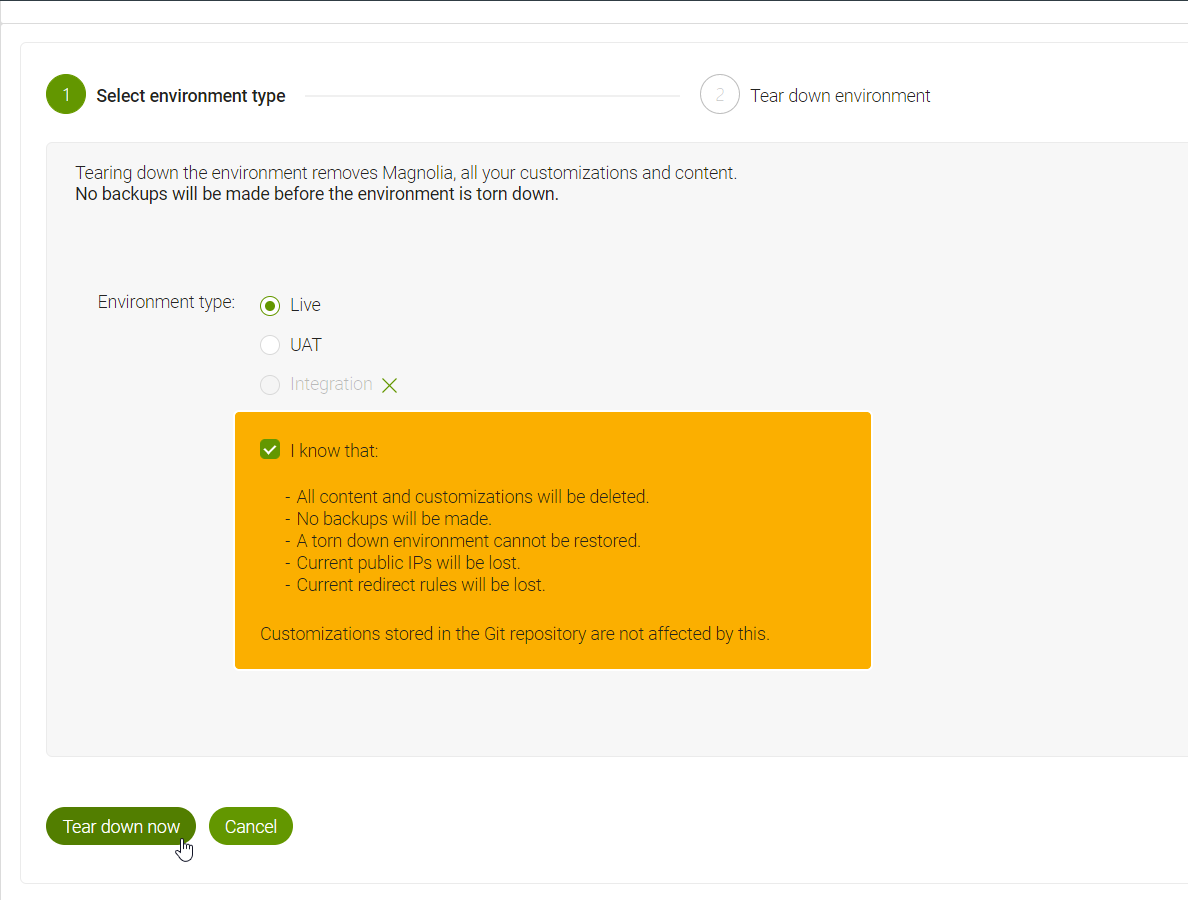 1 Select environment type
2 Tear down environment
Tearing down the environment removes Magnolia, all your customizations and content.
No backups will be made before the environment is torn down.
Environment type:
Live
UAT
Integration
I know that:
- All content and customizations will be deleted.
- No backups will be made.
- A torn down environment cannot be restored.
- Current public IPs will be lost.
- Current redirect rules will be lost.
Customizations stored in the Git repository are not affected by this.
Tear down now
Cancel